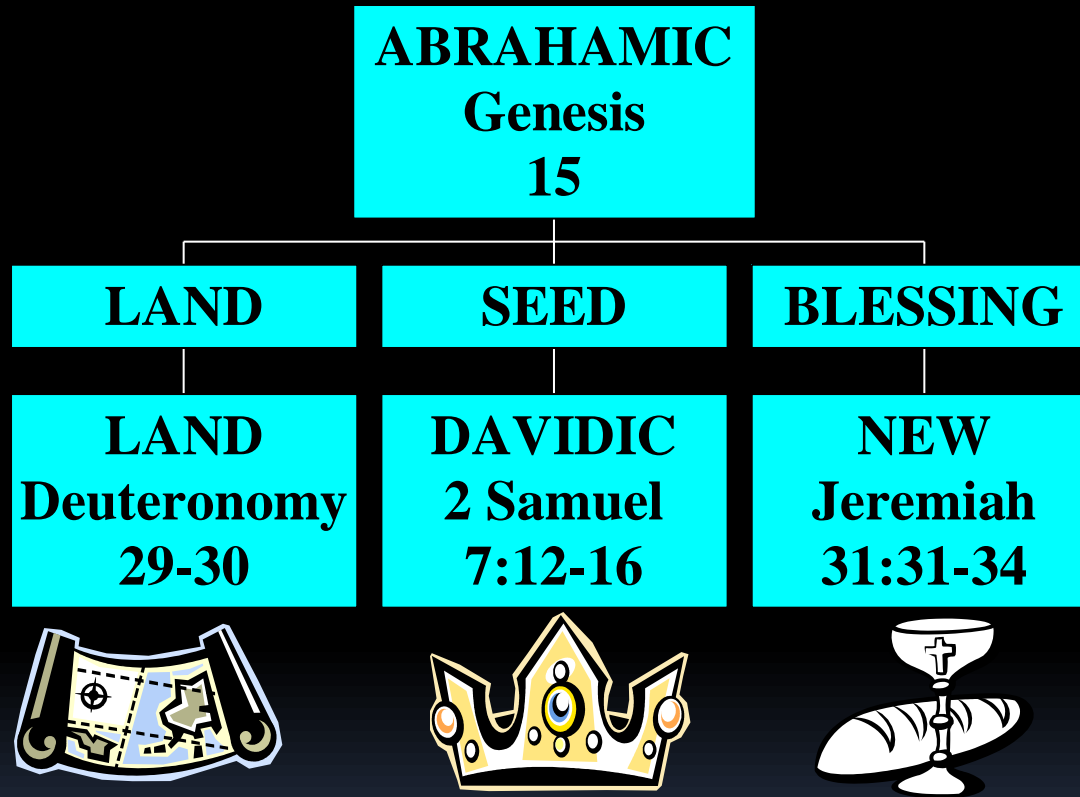 ABRAHAMIC
Genesis
15
LAND
SEED
BLESSING
LAND
Deuteronomy
29-30
DAVIDIC
2 Samuel
7:12-16
NEW
Jeremiah
31:31-34